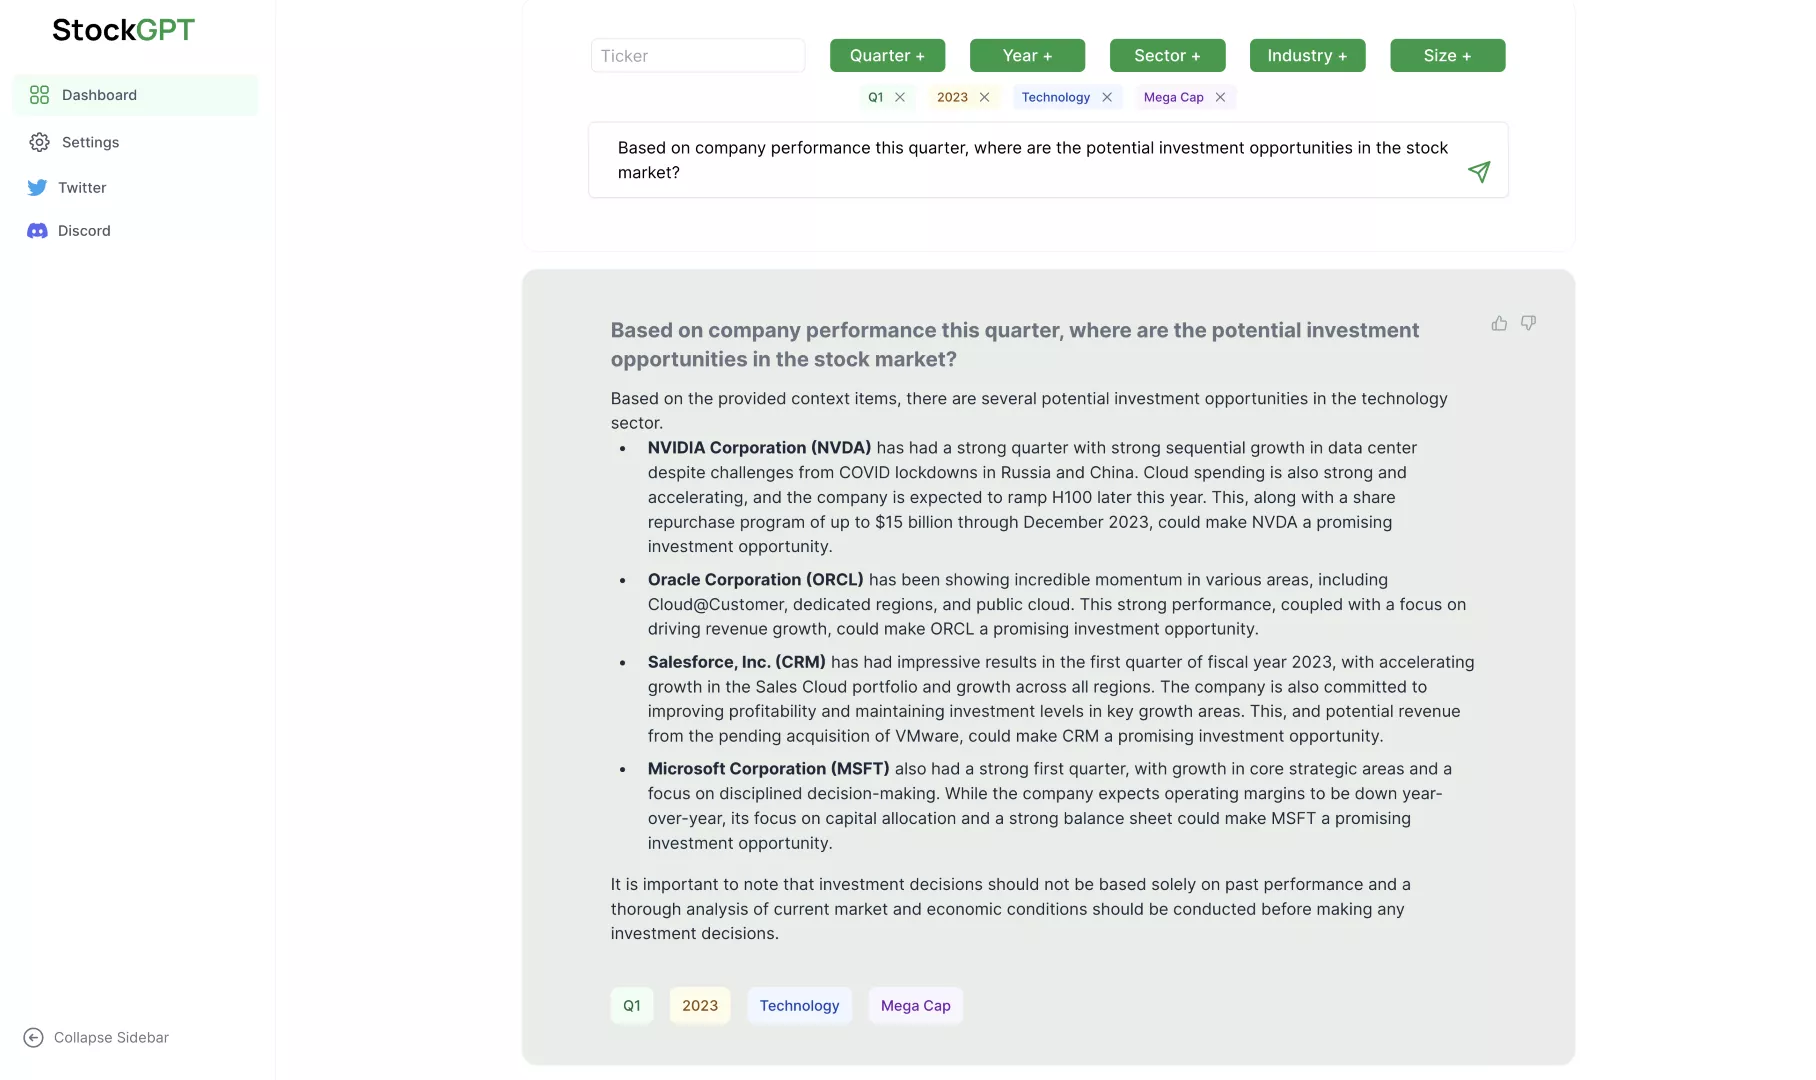 StockGPT
Dashboard
Settings
Twitter
Discord
Collapse Sidebar
Ticker
Quarter +
Year +
Sector +
Industry +
Size +
Q1
2023
Technology
Mega Cap
Based on company performance this quarter, where are the potential investment opportunities in the stock
market?
Based on company performance this quarter, where are the potential investment
opportunities in the stock market?
Based on the provided context items, there are several potential investment opportunities in the technology
sector.
• NVIDIA Corporation (NVDA) has had a strong quarter with strong sequential growth in data center
despite challenges from COVID lockdowns in Russia and China. Cloud spending is also strong and
accelerating, and the company is expected to ramp H100 later this year. This, along with a share
repurchase program of up to $15 billion through December 2023, could make NVDA a promising
investment opportunity.
• Oracle Corporation (ORCL) has been showing incredible momentum in various areas, including
Cloud@Customer, dedicated regions, and public cloud. This strong performance, coupled with a focus on
driving revenue growth, could make ORCL a promising investment opportunity.
• Salesforce, Inc. (CRM) has had impressive results in the first quarter of fiscal year 2023, with accelerating
growth in the Sales Cloud portfolio and growth across all regions. The company is also committed to
improving profitability and maintaining investment levels in key growth areas. This, and potential revenue
from the pending acquisition of VMware, could make CRM a promising investment opportunity.
• Microsoft Corporation (MSFT) also had a strong first quarter, with growth in core strategic areas and a
focus on disciplined decision-making. While the company expects operating margins to be down year-
over-year, its focus on capital allocation and a strong balance sheet could make MSFT a promising
investment opportunity.
It is important to note that investment decisions should not be based solely on past performance and a
thorough analysis of current market and economic conditions should be conducted before making any
investment decisions.
Q1
2023
Technology
Mega Cap